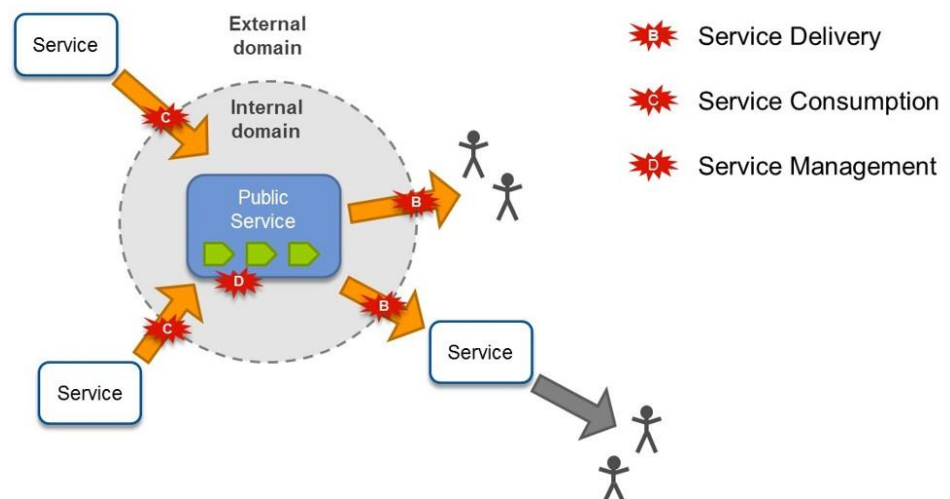 Service
External
domain
Internal
domain
C
Public
Service
B
D
B
C
Service
Service
B Service Delivery
C Service Consumption
D Service Management